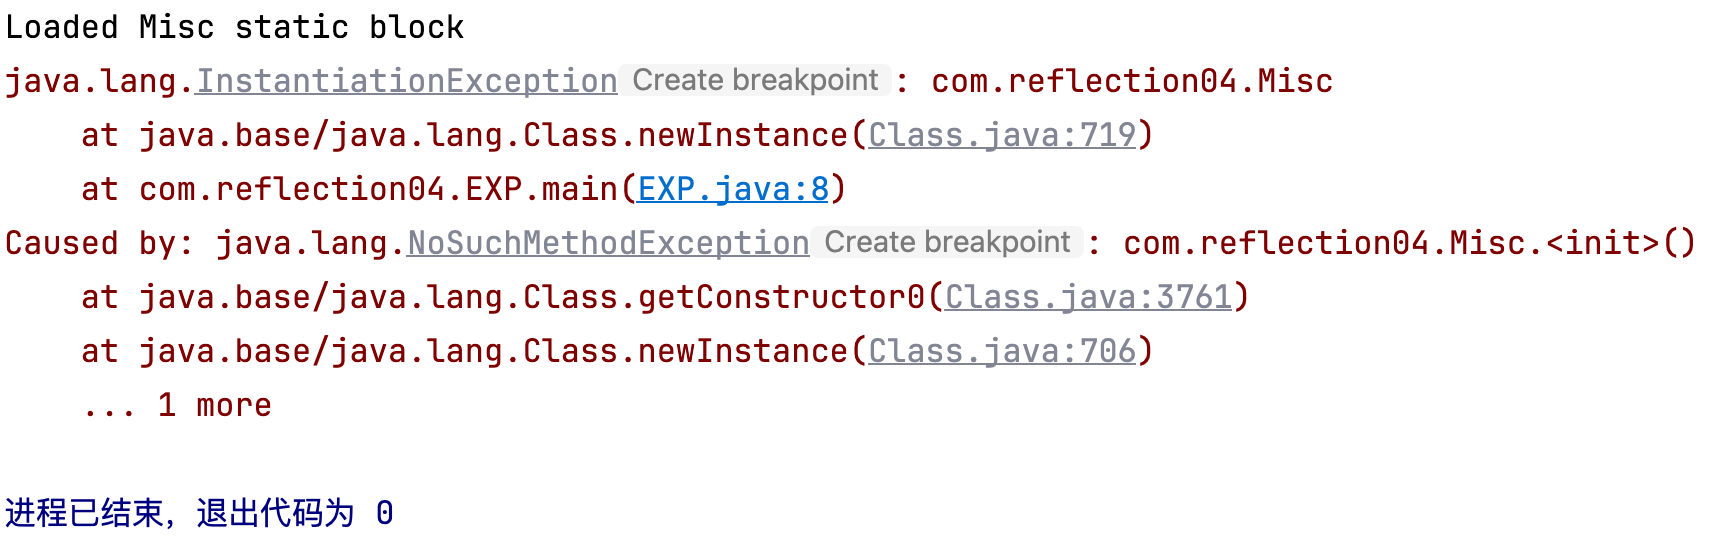 Loaded Misc static block
java.lang.InstantiationException Create breakpoint : com.reflection04.Misc
    at java.base/java.lang.Class.newInstance(Class.java:719)
    at com.reflection04.EXP.main(EXP.java:8)
Caused by: java.lang.NoSuchMethodException Create breakpoint : com.reflection04.Misc.<init>()
    at java.base/java.lang.Class.getConstructor0(Class.java:3761)
    at java.base/java.lang.Class.newInstance(Class.java:706)
    ... 1 more
进程已结束，退出代码为 0